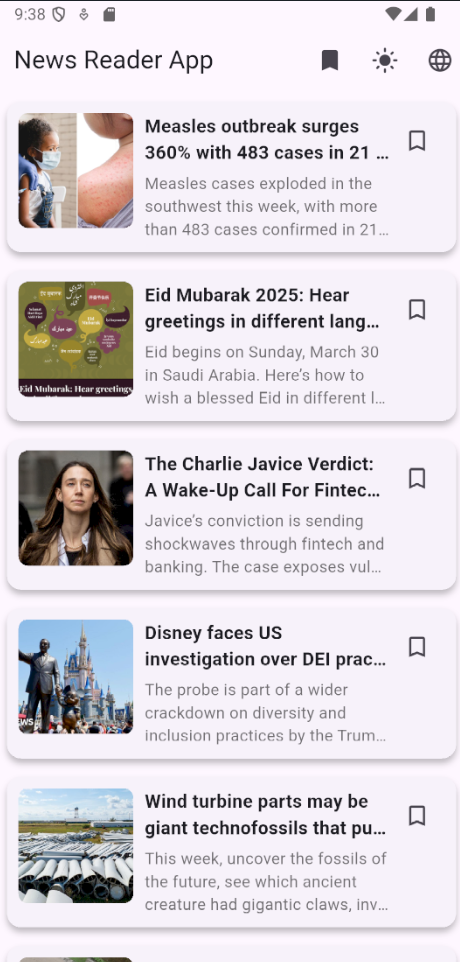 9:38
News Reader App
Measles outbreak surges
360% with 483 cases in 21 ...
Measles cases exploded in the
southwest this week, with more
than 483 cases confirmed in 21...
Eid Mubarak: Hear greetings,
Eid Mubarak 2025: Hear
greetings in different lang...
Eid begins on Sunday, March 30
in Saudi Arabia. Here’s how to
wish a blessed Eid in different l...
The Charlie Javice Verdict:
A Wake-Up Call For Fintec...
Javice’s conviction is sending
shockwaves through fintech and
banking. The case exposes vul...
Disney faces US
investigation over DEI prac...
The probe is part of a wider
crackdown on diversity and
inclusion practices by the Trum...
Wind turbine parts may be
giant technofossils that pu...
This week, uncover the fossils of
the future, see which ancient
creature had gigantic claws, inv...